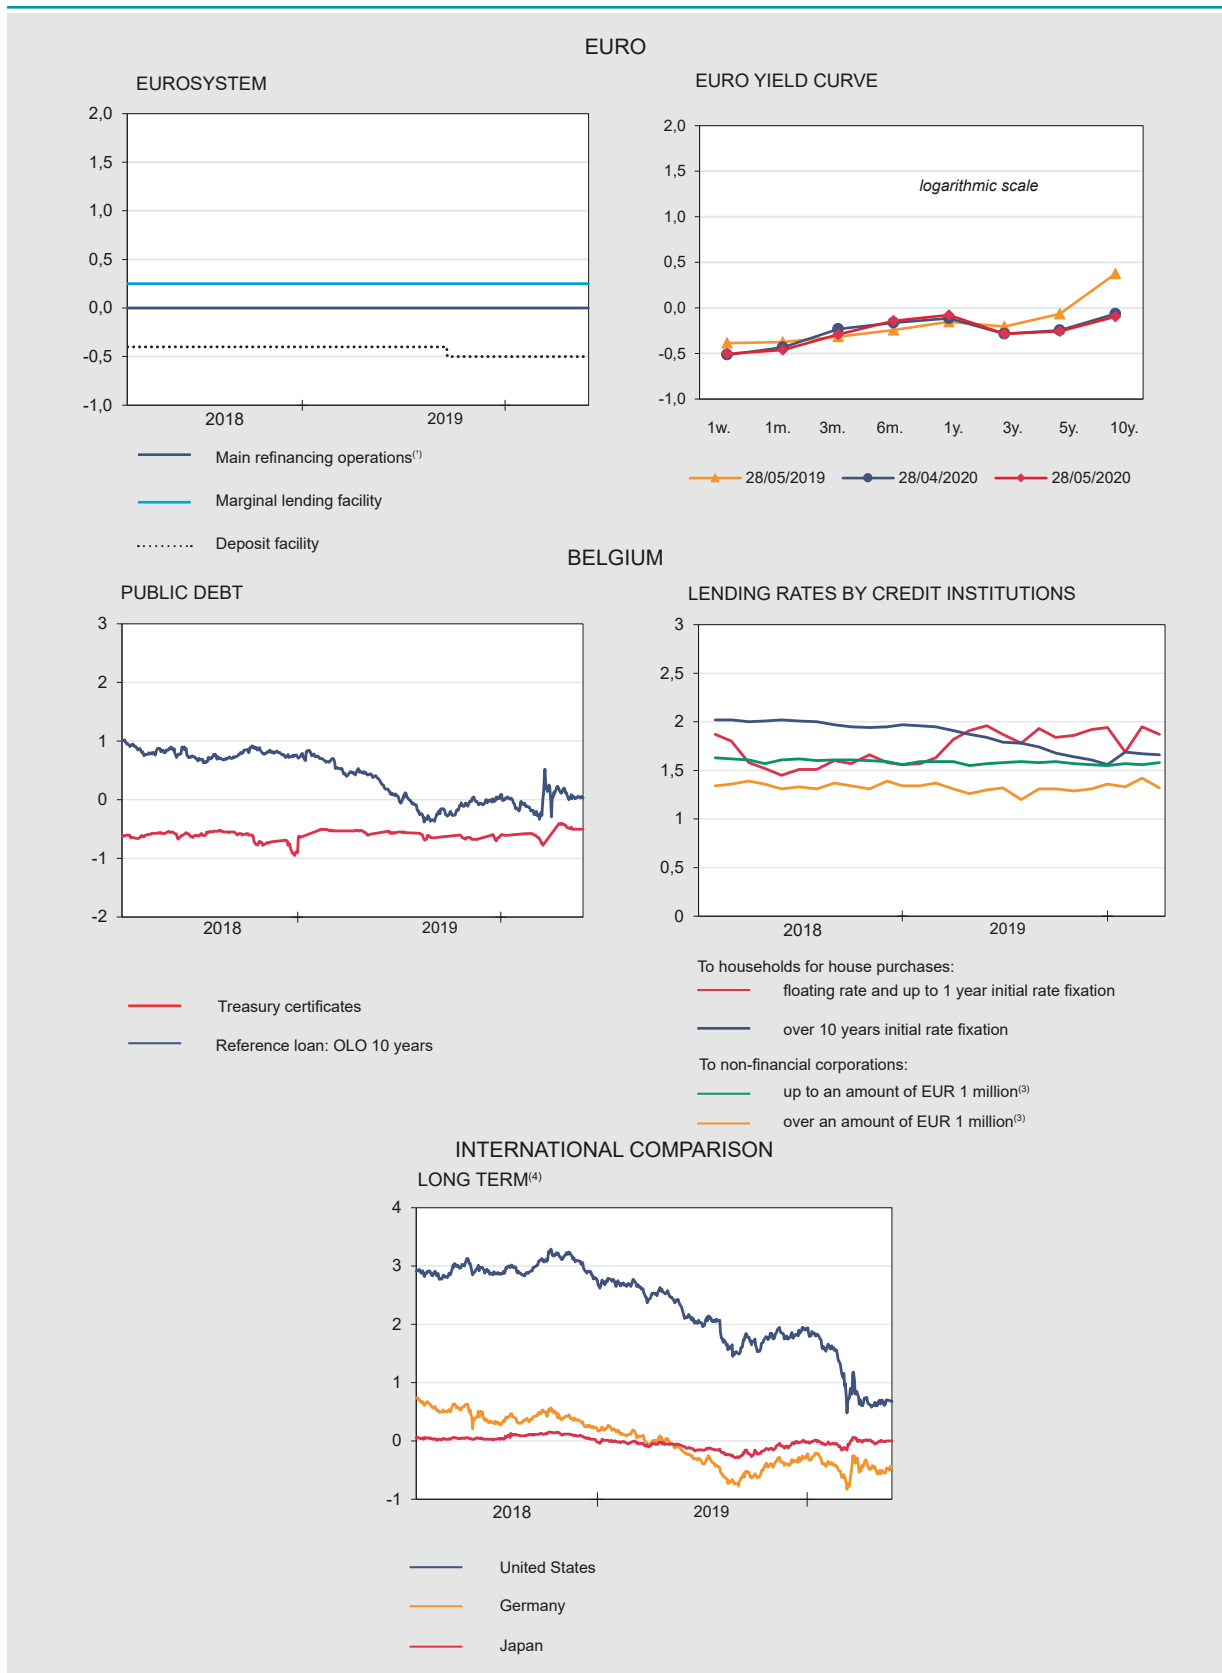 EURO
EUROSYSTEM
2,0
1,5
1,0
0,5
0,0
-0,5
-1,0
2018 2019
Main refinancing operations(¹)
Marginal lending facility
Deposit facility
EURO YIELD CURVE
2,0
1,5
1,0
0,5
0,0
-0,5
-1,0
logarithmic scale
1w. 1m. 3m. 6m. 1y. 3y. 5y. 10y.
28/05/2019 28/04/2020 28/05/2020
BELGIUM
PUBLIC DEBT
3
2
1
0
-1
-2
2018 2019
Treasury certificates
Reference loan: OLO 10 years
LENDING RATES BY CREDIT INSTITUTIONS
3
2,5
2
1,5
1
0,5
0
2018 2019
To households for house purchases:
floating rate and up to 1 year initial rate fixation
over 10 years initial rate fixation
To non-financial corporations:
up to an amount of EUR 1 million(3)
over an amount of EUR 1 million(3)
INTERNATIONAL COMPARISON
LONG TERM(4)
4
3
2
1
0
-1
2018 2019
United States
Germany
Japan